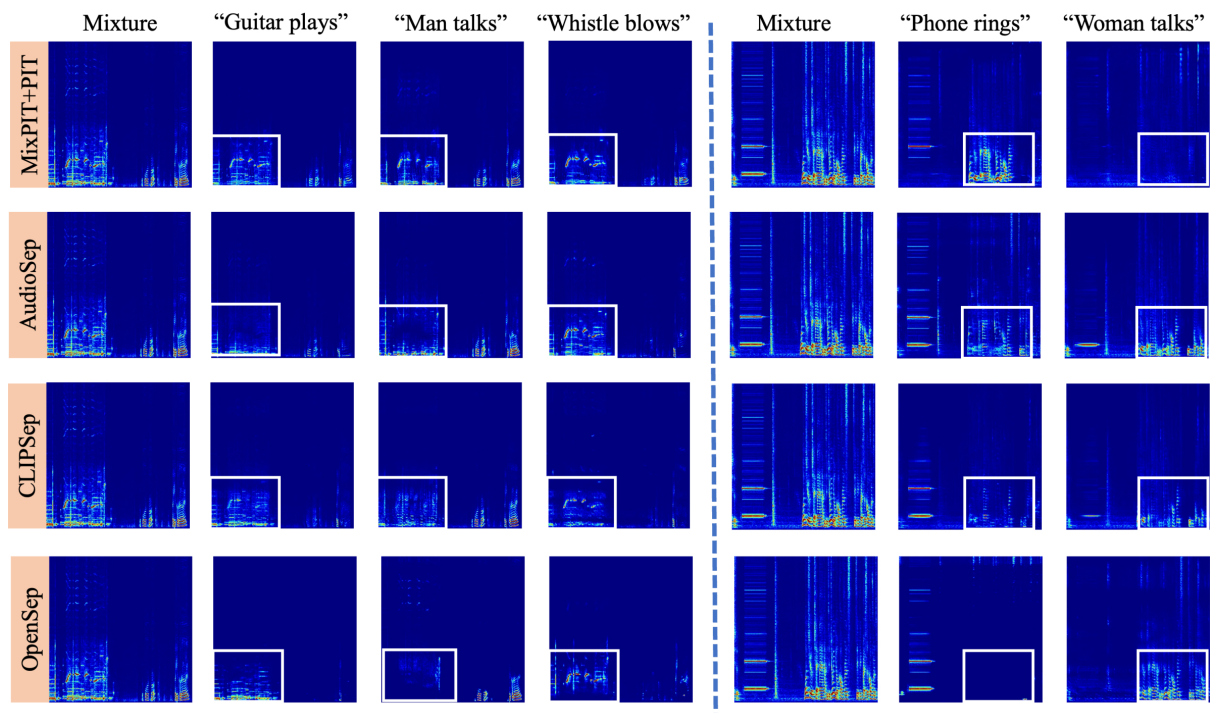 Mixture “Guitar plays” “Man talks” “Whistle blows” Mixture “Phone rings” “Woman talks”
MixPIT+PIT
AudioSep
CLIPSep
OpenSep